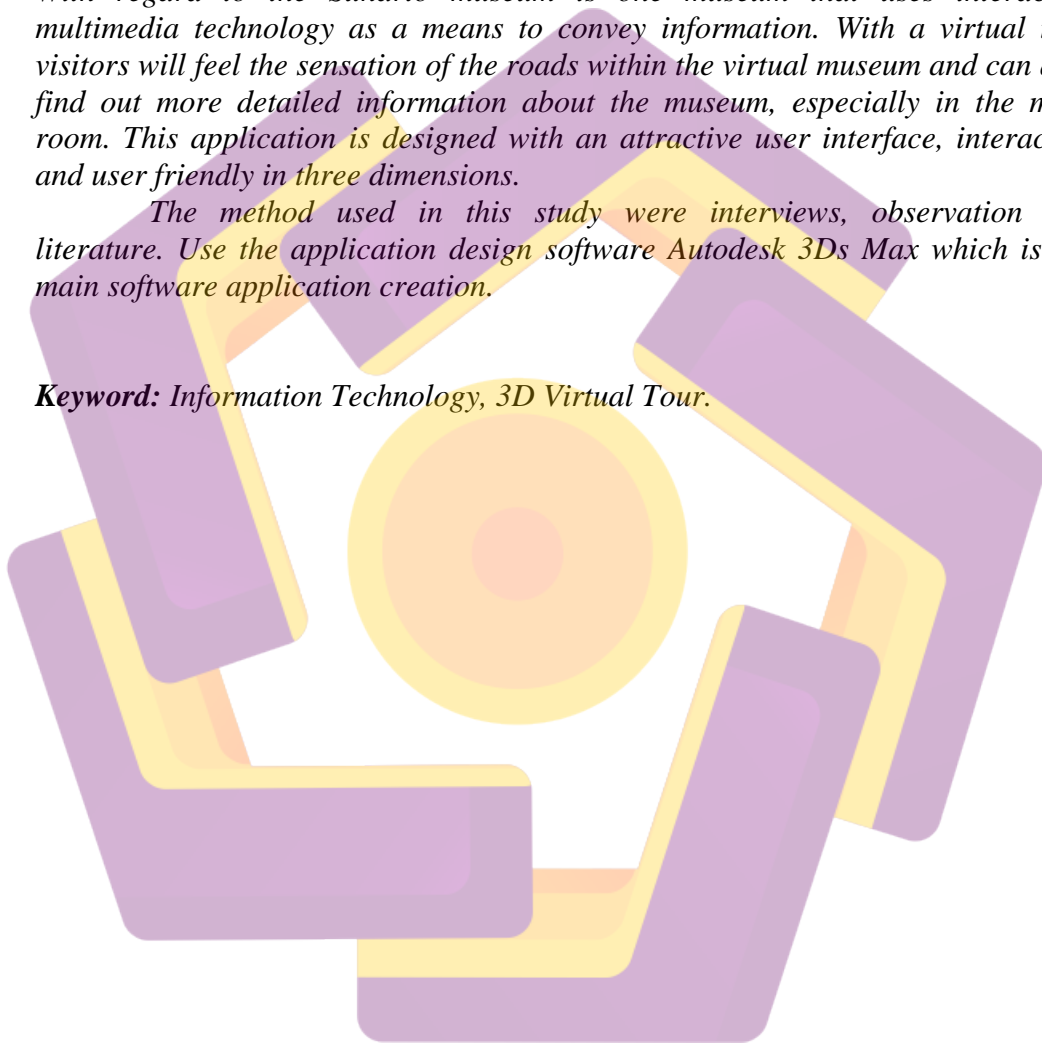 multimedia technology as a means to convey information. With a virtual
visitors will feel the sensation of the roads within the virtual museum and can
find out more detailed information about the museum, especially in the
room. This application is designed with an attractive user interface,
and user friendly in three dimensions.
The method used in this study were interviews, observation
literature. Use the application design software Autodesk 3Ds Max which is
main software application creation.
Keyword: Information Technology, 3D Virtual Tour.